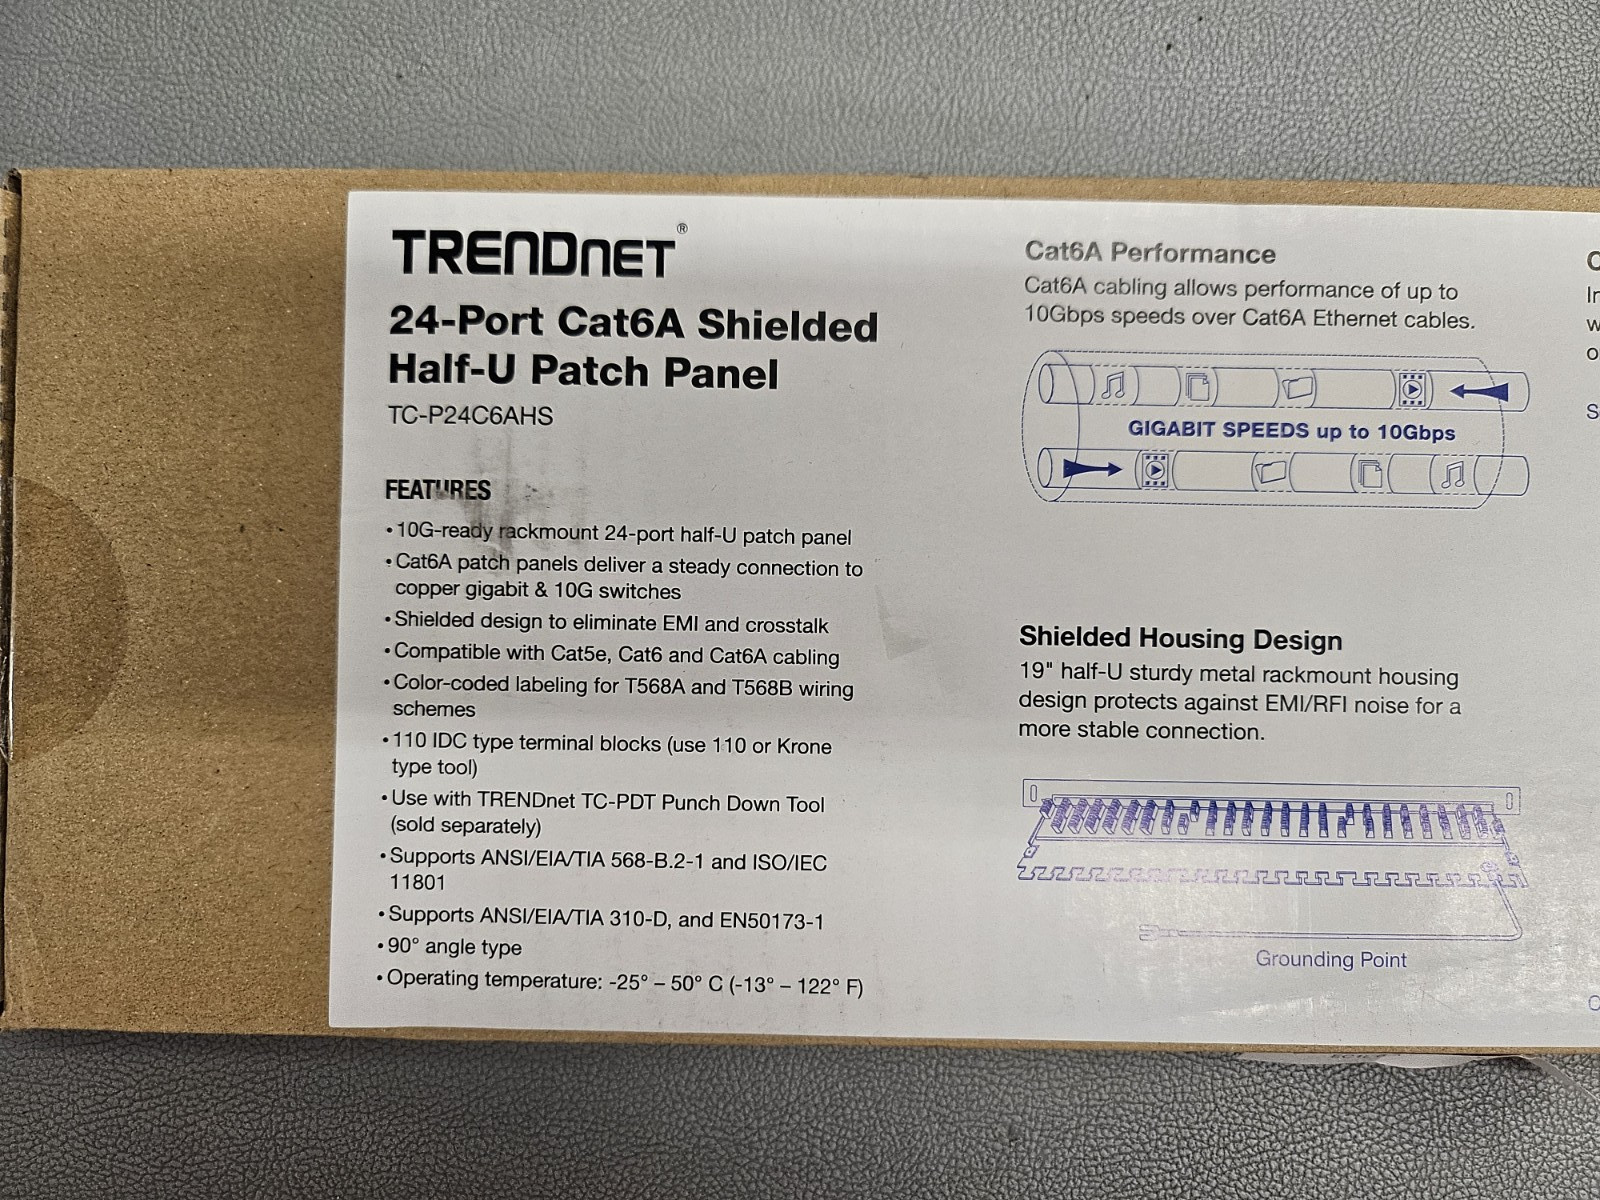 TRENDNET®
24-Port Cat6A Shielded
Half-U Patch Panel
TC-P24C6AHS
FEATURES
•10G-ready rackmount 24-port half-U patch panel
•Cat6A patch panels deliver a steady connection to
copper gigabit & 10G switches
•Shielded design to eliminate EMI and crosstalk
•Compatible with Cat5e, Cat6 and Cat6A cabling
•Color-coded labeling for T568A and T568B wiring
schemes
•110 IDC type terminal blocks (use 110 or Krone
type tool)
•Use with TRENDnet TC-PDT Punch Down Tool
(sold separately)
•Supports ANSI/EIA/TIA 568-B.2-1 and ISO/IEC
11801
•Supports ANSI/EIA/TIA 310-D, and EN50173-1
•90° angle type
•Operating temperature: -25° – 50° C (-13° – 122° F)
Cat6A Performance
Cat6A cabling allows performance of up to
10Gbps speeds over Cat6A Ethernet cables.
GIGABIT SPEEDS up to 10Gbps
Shielded Housing Design
19" half-U sturdy metal rackmount housing
design protects against EMI/RFI noise for a
more stable connection.
Grounding Point